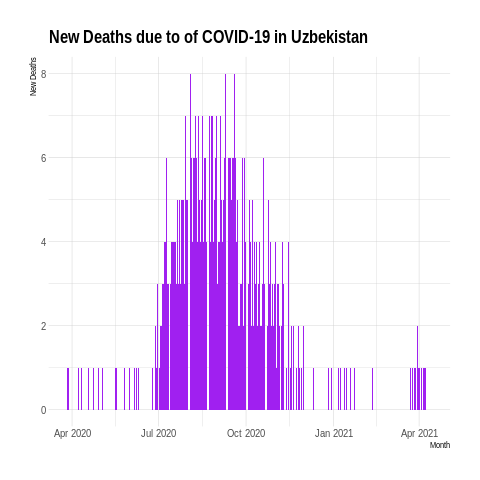 New Deaths due to of COVID-19 in Uzbekistan
New Deaths
8
6
4
2
0
Apr 2020 Jul 2020 Oct 2020 Jan 2021 Apr 2021
Month